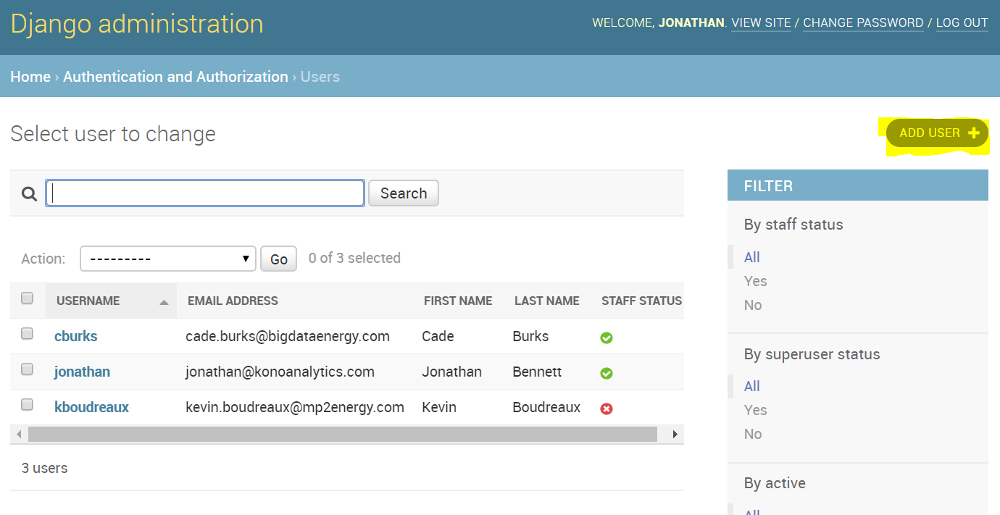 Django administration
WELCOME, JONATHAN. VIEW SITE / CHANGE PASSWORD / LOG OUT
Home › Authentication and Authorization › Users
Select user to change
ADD USER +
Search
Action: --------- Go 0 of 3 selected
USERNAME EMAIL ADDRESS FIRST NAME LAST NAME STAFF STATUS
cburks cade.burks@bigdataenergy.com Cade Burks
jonathan jonathan@konoanalytics.com Jonathan Bennett
kboudreaux kevin.boudreaux@mp2energy.com Kevin Boudreaux
3 users
FILTER
By staff status
All
Yes
No
By superuser status
All
Yes
No
By active
All